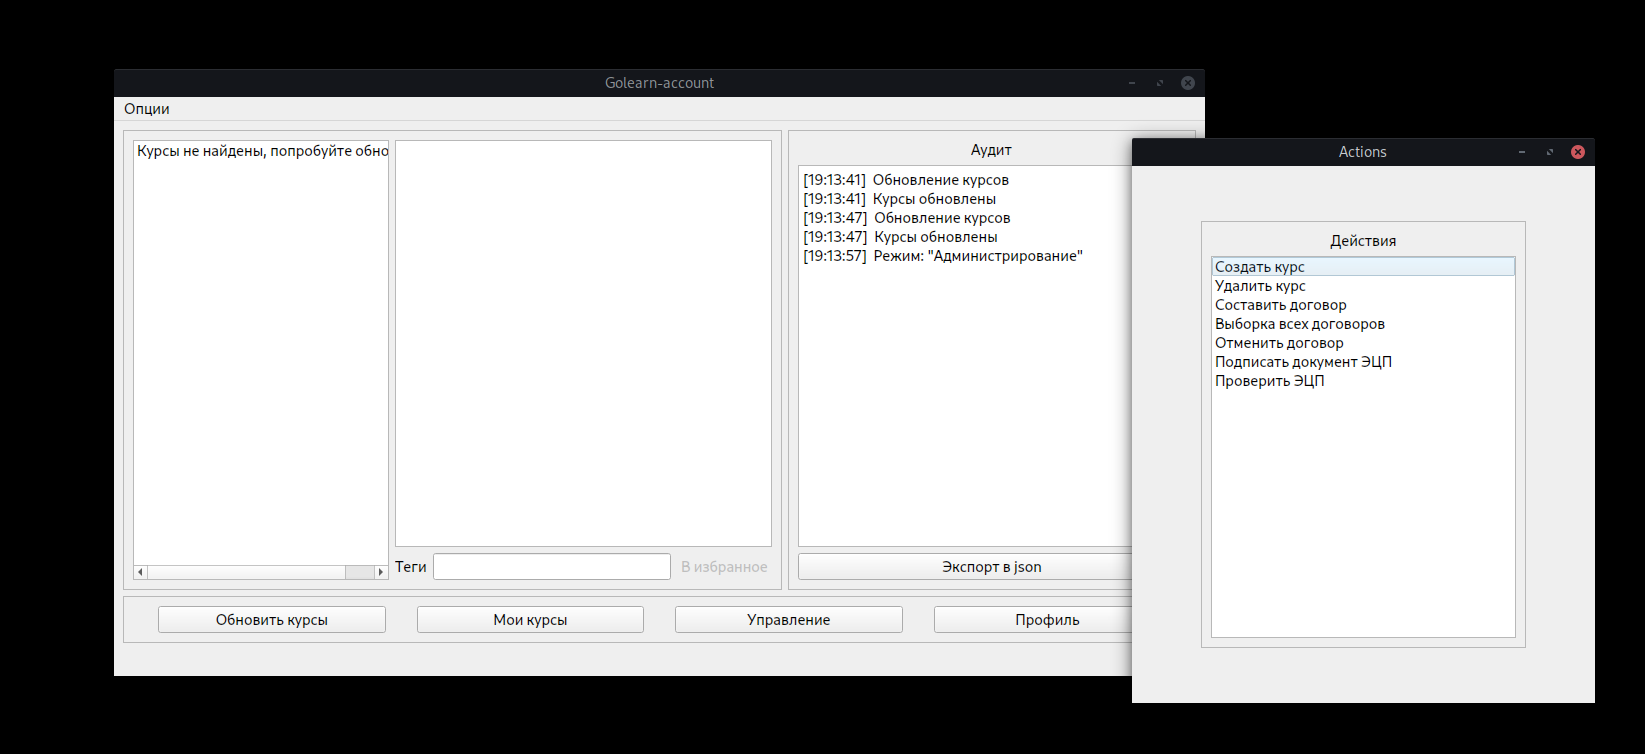 Golearn-account
Опции
Курсы не найдены, попробуйте обно
Теги
В избранное
Аудит
[19:13:41] Обновление курсов
[19:13:41] Курсы обновлены
[19:13:47] Обновление курсов
[19:13:47] Курсы обновлены
[19:13:57] Режим: "Администрирование"
Экспорт в json
Обновить курсы
Мои курсы
Управление
Профиль
Actions
Действия
Создать курс
Удалить курс
Составить договор
Выборка всех договоров
Отменить договор
Подписать документ ЭЦП
Проверить ЭЦП